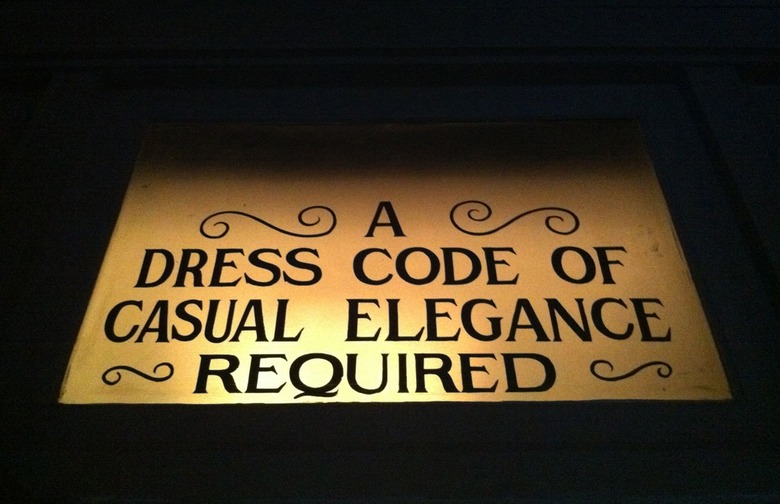 A
DRESS CODE OF
CASUAL ELEGANCE
REQUIRED